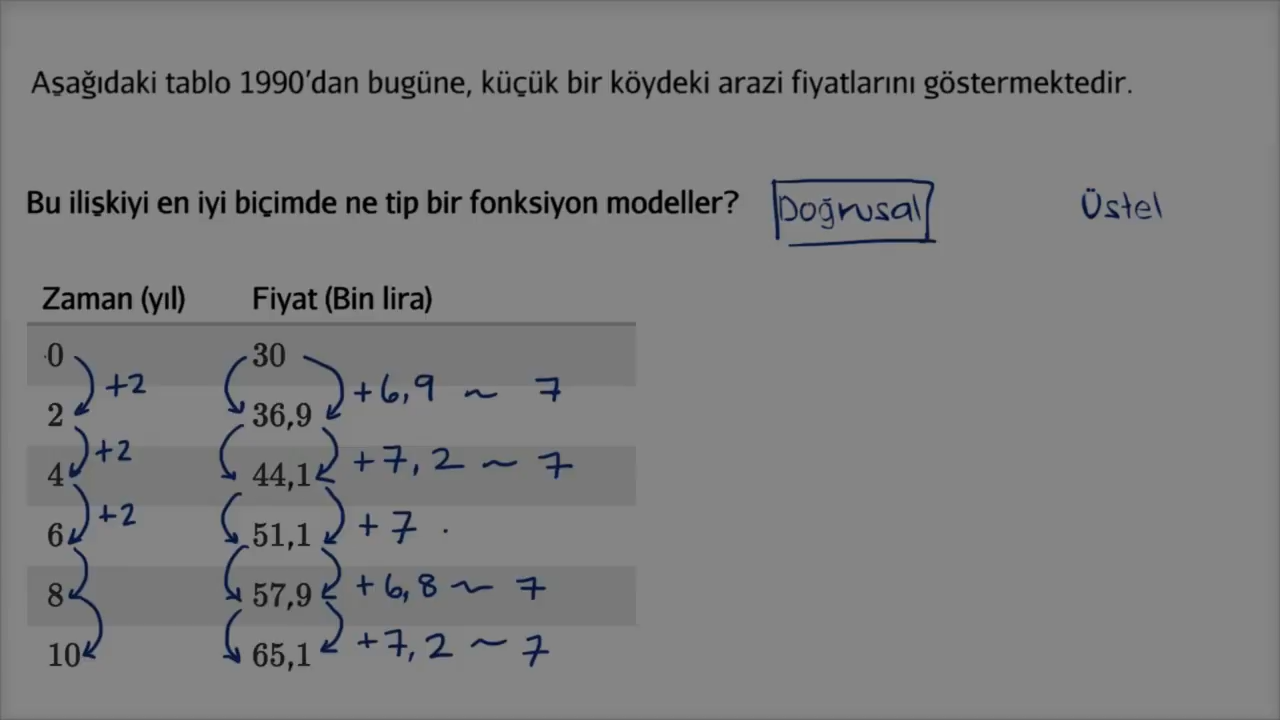 Aşağıdaki tablo 1990'dan bugüne, küçük bir köydeki arazi fiyatlarını göstermektedir.
Bu ilişkiyi en iyi biçimde ne tip bir fonksiyon modeller? Doğrusal Üstel
Zaman (yıl) Fiyat (Bin lira)
0 30
+2 +6,9 ~ 7
2 36,9
+2 +7,2 ~ 7
4 44,1
+2 +7
6 51,1
+6,8 ~ 7
8 57,9
+7,2 ~ 7
10 65,1